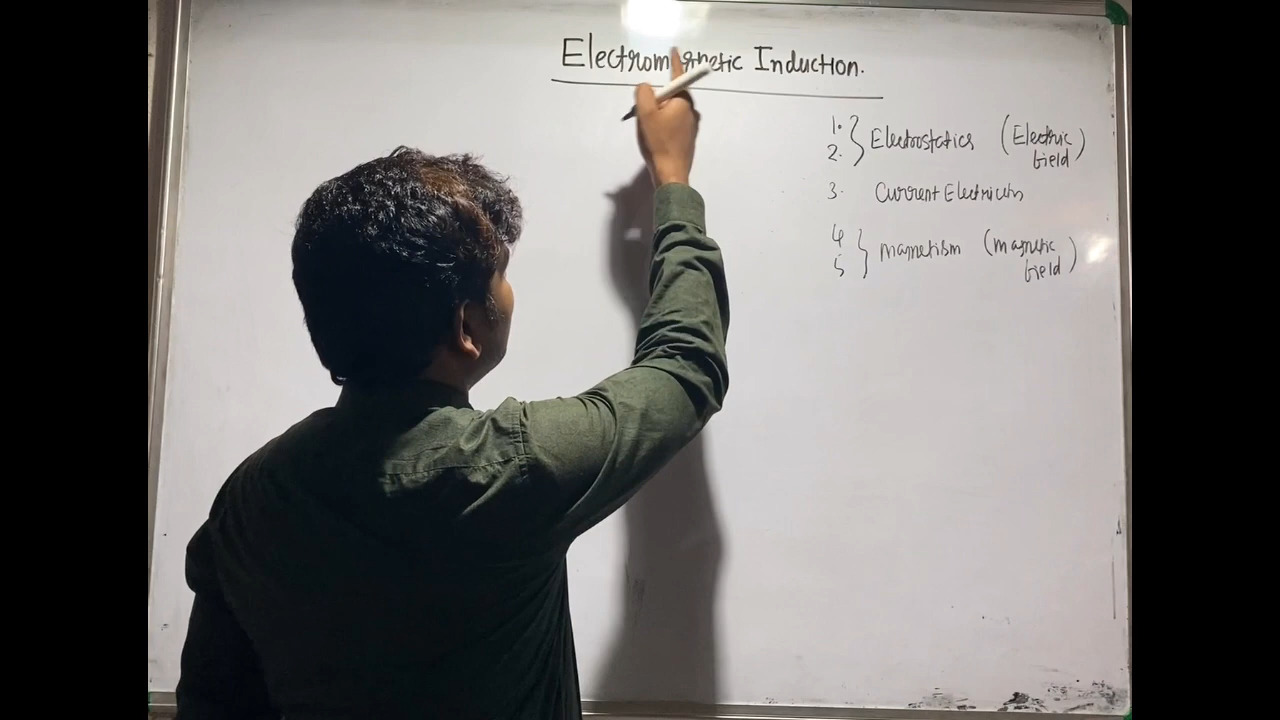 Electromagnetic Induction.
1. } Electrostatics (Electric
2. field)
3. Current Electricity
4 } magnetism (magnetic
5 field)